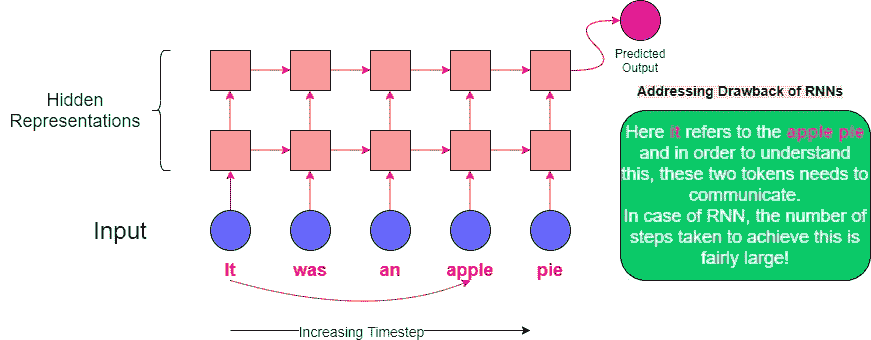 Predicted
Output
Addressing Drawback of RNNs
Hidden
Representations
Here it refers to the apple pie
and in order to understand
this, these two tokens needs to
communicate.
In case of RNN, the number of
steps taken to achieve this is
fairly large!
Input
It was an apple pie
Increasing Timestep